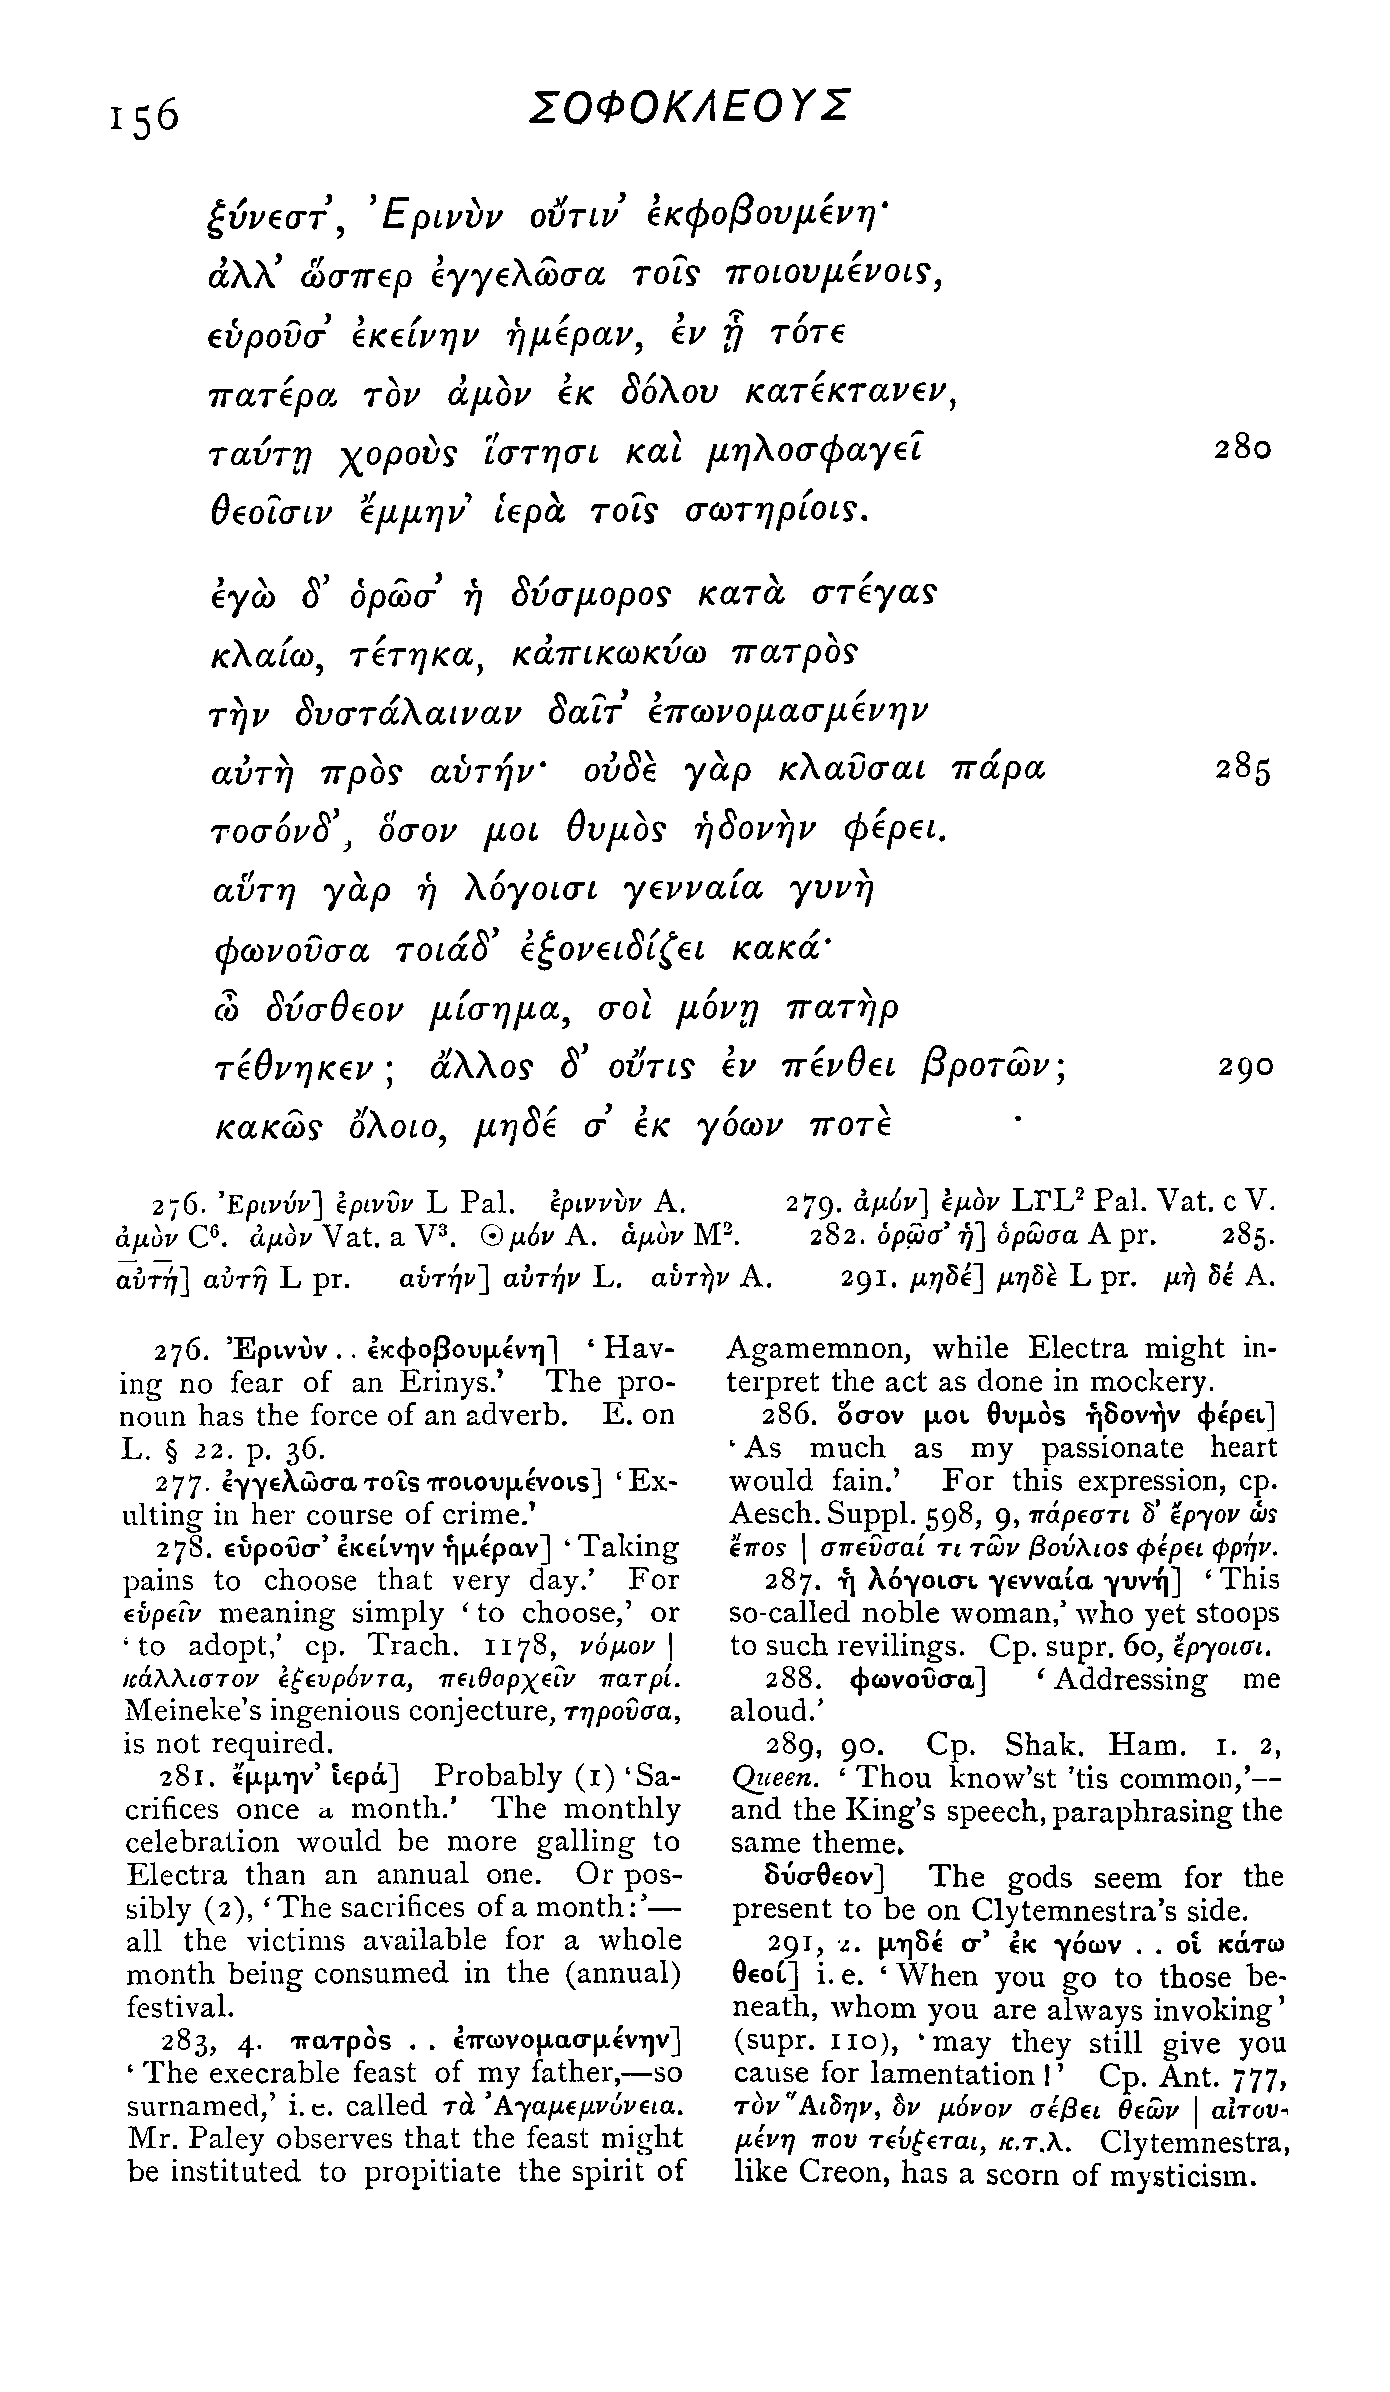 156
ΣΟΦΟΚΛΕΟΥΣ
ξύνεστ’, Ἐρινὺν οὔτιν’ ἐκφοβουμένη·
ἀλλ’ ὥσπερ ἐγγελῶσα τοῖς ποιουμένοις,
εὑροῦσ’ ἐκείνην ἡμέραν, ἐν ᾗ τότε
πατέρα τὸν ἀμὸν ἐκ δόλου κατέκτανεν,
ταύτῃ χοροὺς ἵστησι καὶ μηλοσφαγεῖ 280
θεοῖσιν ἔμμην’ ἱερὰ τοῖς σωτηρίοις.
ἐγὼ δ’ ὁρῶσ’ ἡ δύσμορος κατὰ στέγας
κλαίω, τέτηκα, κἀπικωκύω πατρὸς
τὴν δυστάλαιναν δαῖτ’ ἐπωνομασμένην
αὐτὴ πρὸς αὑτήν· οὐδὲ γὰρ κλαῦσαι πάρα 285
τοσόνδ’, ὅσον μοι θυμὸς ἡδονὴν φέρει.
αὕτη γὰρ ἡ λόγοισι γενναία γυνὴ
φωνοῦσα τοιάδ’ ἐξονειδίζει κακά·
ὦ δύσθεον μίσημα, σοὶ μόνῃ πατὴρ
τέθνηκεν; ἄλλος δ’ οὔτις ἐν πένθει βροτῶν; 290
κακῶς ὄλοιο, μηδέ σ’ ἐκ γόων ποτὲ
276. Ἐρινύν] ἐρινῦν L Pal. ἐριννὺν A. 279. ἀμόν] ἐμὸν LΓL² Pal. Vat. c V.
ἀμὸν C⁶. ἀμὸν Vat. a V³. ⊙μόν A. ἁμὸν M². 282. ὁρῶσ’ ἡ] ὁρῶσα A pr. 285.
αὐτή] αὐτῆ L pr. αὑτήν] αὐτήν L. αὑτὴν A. 291. μηδέ] μηδὲ L pr. μὴ δέ A.
276. Ἐρινὺν . . ἐκφοβουμένη] ‘Hav-
ing no fear of an Erinys.’ The pro-
noun has the force of an adverb. E. on
L. § 22. p. 36.
277. ἐγγελῶσα τοῖς ποιουμένοις] ‘Ex-
ulting in her course of crime.’
278. εὑροῦσ’ ἐκείνην ἡμέραν] ‘Taking
pains to choose that very day.’ For
εὑρεῖν meaning simply ‘to choose,’ or
‘to adopt,’ cp. Trach. 1178, νόμον |
κάλλιστον ἐξευρόντα, πειθαρχεῖν πατρί.
Meineke’s ingenious conjecture, τηροῦσα,
is not required.
281. ἔμμην’ ἱερά] Probably (1) ‘Sa-
crifices once a month.’ The monthly
celebration would be more galling to
Electra than an annual one. Or pos-
sibly (2), ‘The sacrifices of a month:’—
all the victims available for a whole
month being consumed in the (annual)
festival.
283, 4. πατρὸς . . ἐπωνομασμένην]
‘The execrable feast of my father,—so
surnamed,’ i. e. called τὰ Ἀγαμεμνόνεια.
Mr. Paley observes that the feast might
be instituted to propitiate the spirit of
Agamemnon, while Electra might in-
terpret the act as done in mockery.
286. ὅσον μοι θυμὸς ἡδονὴν φέρει]
‘As much as my passionate heart
would fain.’ For this expression, cp.
Aesch. Suppl. 598, 9, πάρεστι δ’ ἔργον ὡς
ἔπος | σπεῦσαί τι τῶν βούλιος φέρει φρήν.
287. ἡ λόγοισι γενναία γυνή] ‘This
so-called noble woman,’ who yet stoops
to such revilings. Cp. supr. 60, ἔργοισι.
288. φωνοῦσα] ‘Addressing me
aloud.’
289, 90. Cp. Shak. Ham. 1. 2,
Queen. ‘Thou know’st ’tis common,’—
and the King’s speech, paraphrasing the
same theme.
δύσθεον] The gods seem for the
present to be on Clytemnestra’s side.
291, 2. μηδέ σ’ ἐκ γόων . . οἱ κάτω
θεοί] i. e. ‘When you go to those be-
neath, whom you are always invoking’
(supr. 110), ‘may they still give you
cause for lamentation!’ Cp. Ant. 777,
τὸν Ἅιδην, ὃν μόνον σέβει θεῶν | αἰτου-
μένη που τεύξεται, κ.τ.λ. Clytemnestra,
like Creon, has a scorn of mysticism.